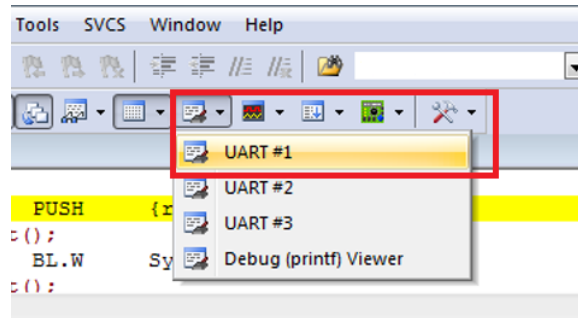 Tools SVCS Window Help
UART #1
UART #2
PUSH {r
UART #3
c();
BL.W Sy
Debug (printf) Viewer
c();